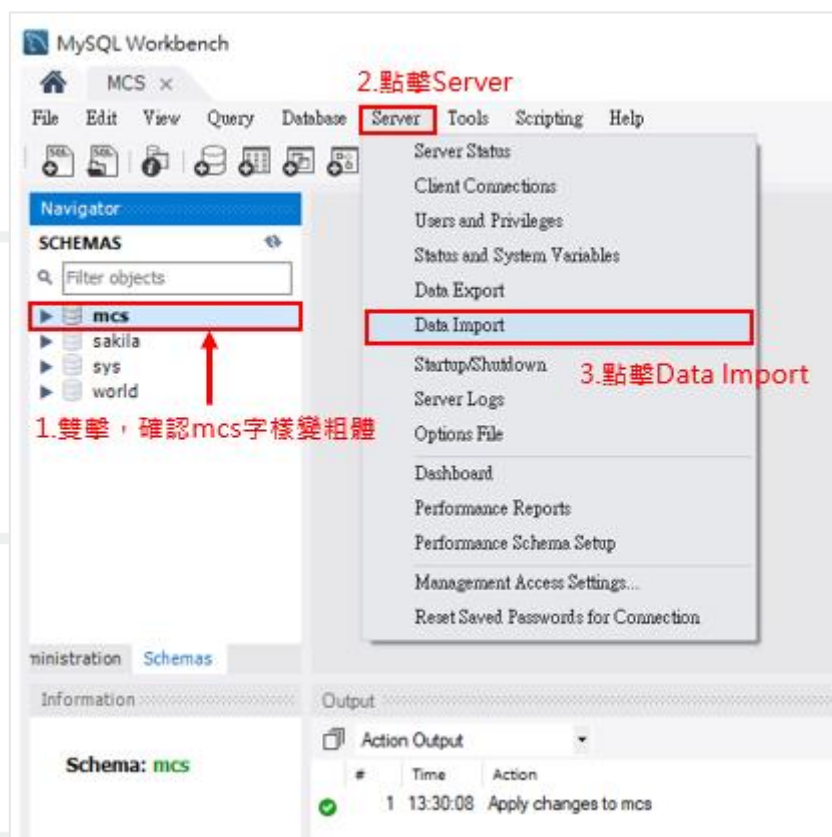 MySQL Workbench
MCS ×
2.點擊Server
File Edit View Query Database Server Tools Scripting Help
Server Status
Client Connections
Users and Privileges
Status and System Variables
Data Export
Data Import
3.點擊Data Import
Startup/Shutdown
Server Logs
Options File
Dashboard
Performance Reports
Performance Schema Setup
Management Access Settings...
Reset Saved Passwords for Connection
Navigator
SCHEMAS
Filter objects
mcs
sakila
sys
world
1.雙擊，確認mcs字樣變粗體
ministration Schemas
Information
Schema: mcs
Output
Action Output
# Time Action
1 13:30:08 Apply changes to mcs